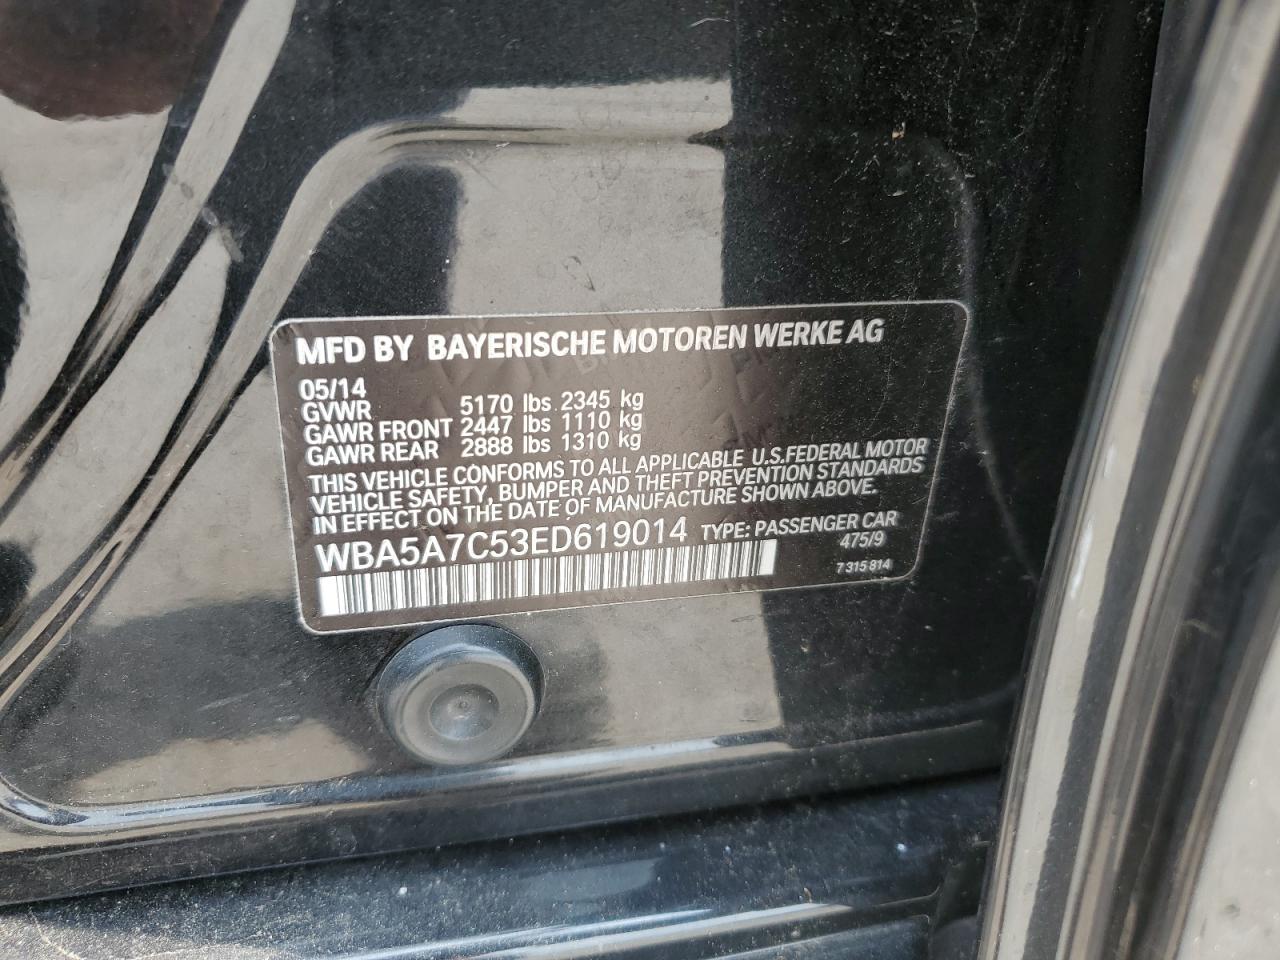 MFD BY BAYERISCHE MOTOREN WERKE AG
05/14
GVWR 5170 lbs 2345 kg
GAWR FRONT 2447 lbs 1110 kg
GAWR REAR 2888 lbs 1310 kg
THIS VEHICLE CONFORMS TO ALL APPLICABLE U.S.FEDERAL MOTOR
VEHICLE SAFETY, BUMPER AND THEFT PREVENTION STANDARDS
IN EFFECT ON THE DATE OF MANUFACTURE SHOWN ABOVE.
WBA5A7C53ED619014 TYPE: PASSENGER CAR
475/9
7 315 814